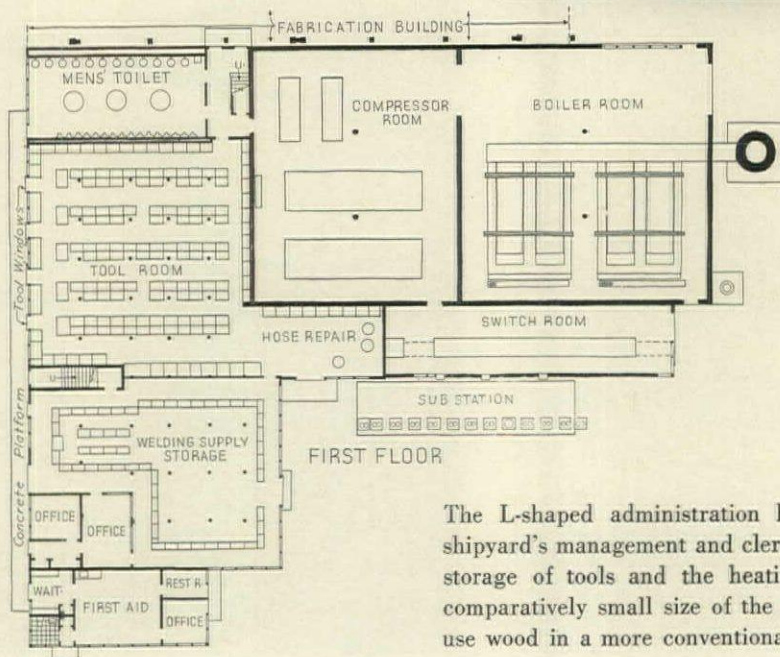 FABRICATION BUILDING
MENS' TOILET
U
COMPRESSOR
ROOM
BOILER ROOM
Tool Windows
TOOL ROOM
HOSE REPAIR
SWITCH ROOM
U
SUB STATION
Concrete Platform
WELDING SUPPLY
STORAGE
FIRST FLOOR
OFFICE
OFFICE
WAIT.
FIRST AID
REST R.
OFFICE
The L-shaped administration
shipyard's management and cler
storage of tools and the heati
comparatively small size of the
use wood in a more conventiona